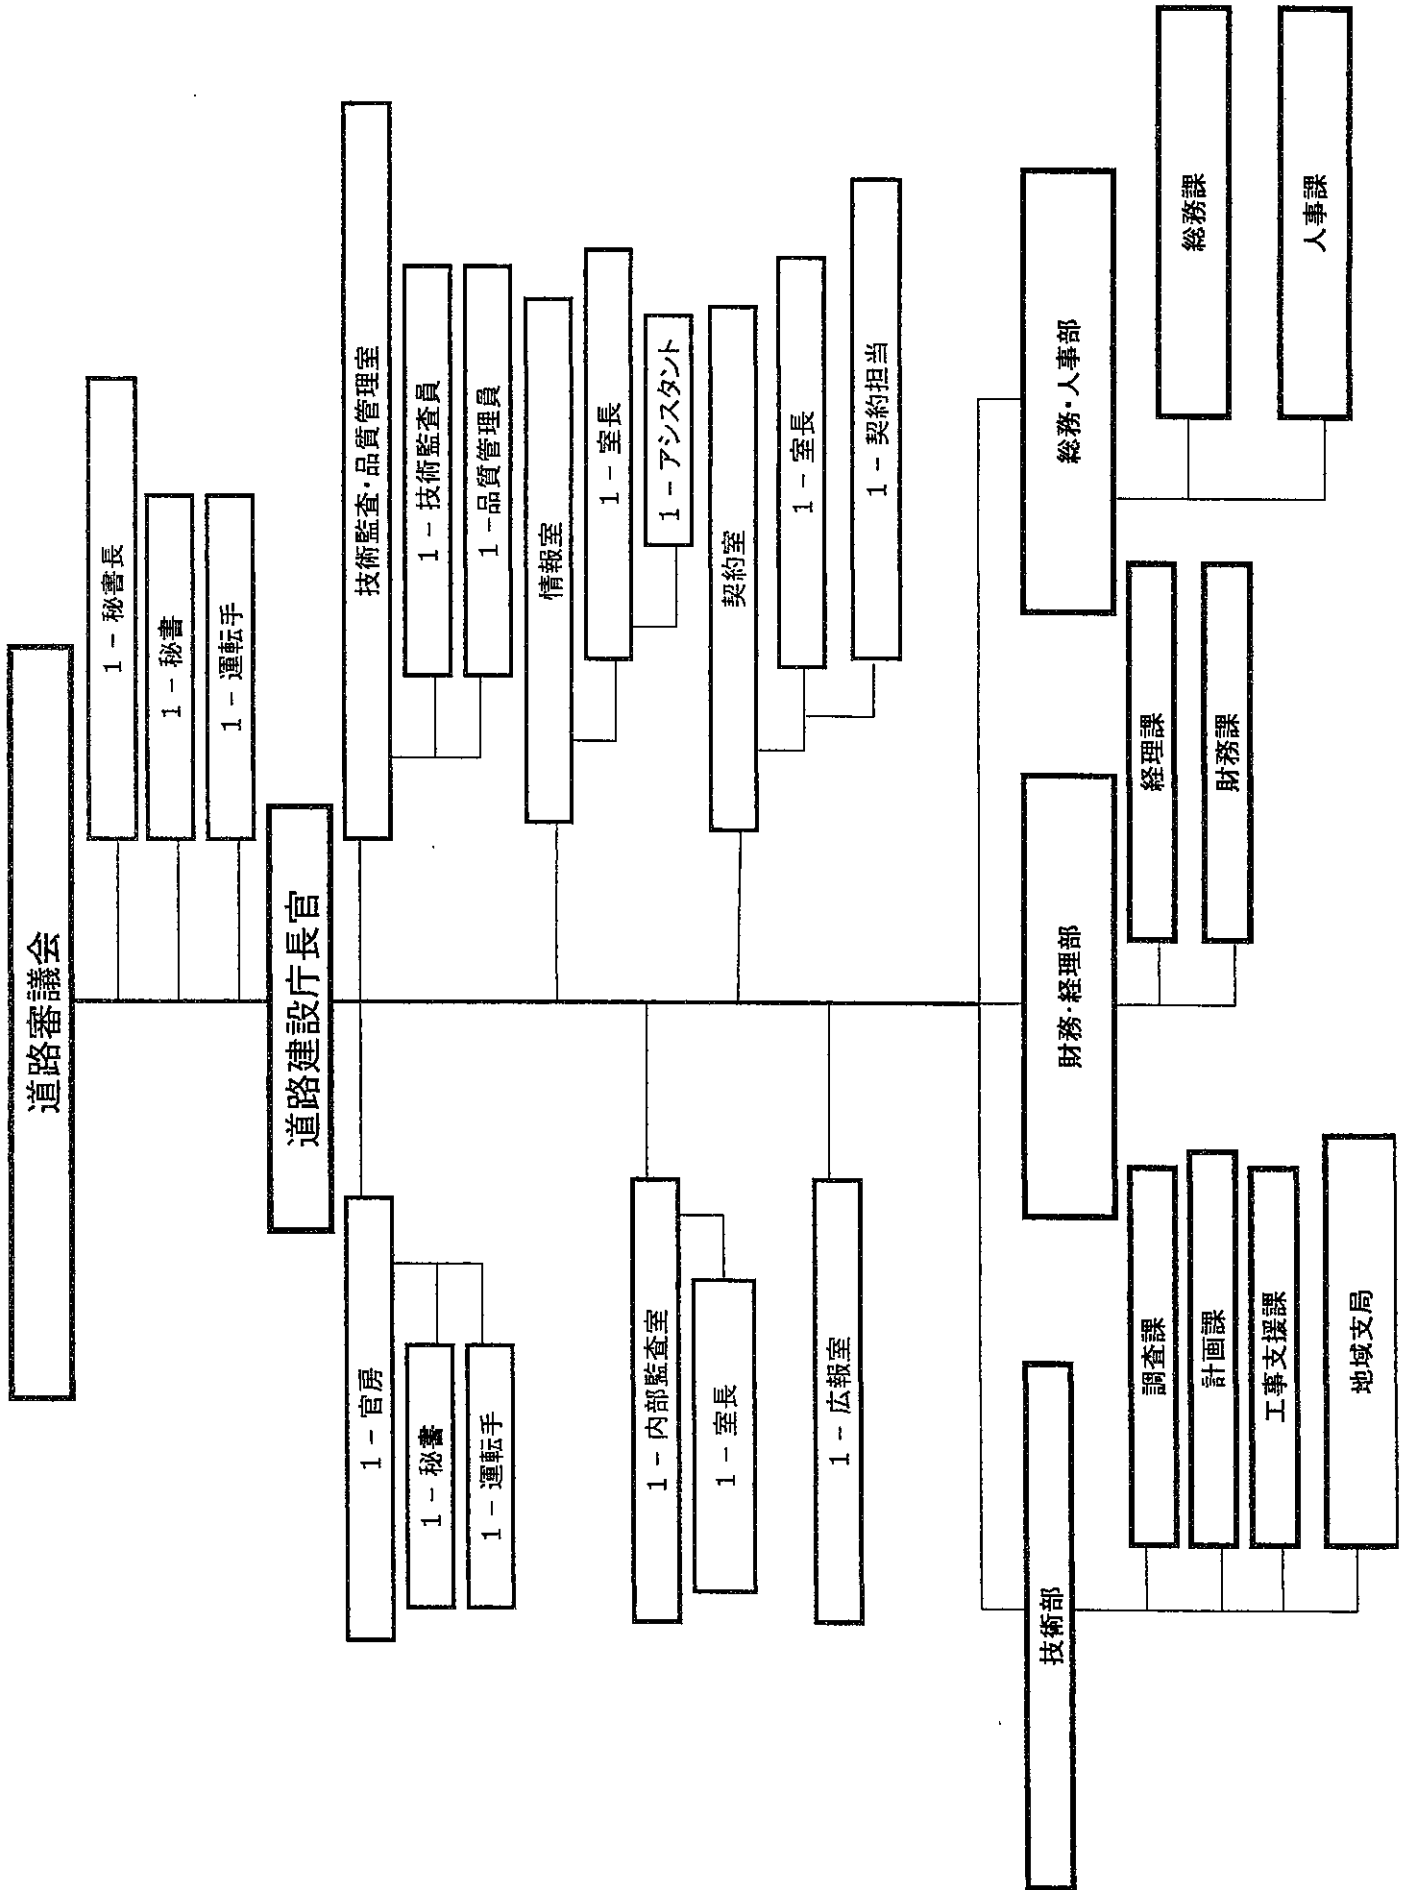 道路審議会
1－秘書長
1－秘書
1－運転手
道路建設庁長官
1－官房
1－秘書
1－運転手
技術監査・品質管理室
1－技術監査員
1－品質管理員
情報室
1－室長
1－アシスタント
1－内部監査室
1－室長
契約室
1－室長
1－契約担当
1－広報室
技術部
調査課
計画課
工事支援課
地域支局
財務・経理部
経理課
財務課
総務・人事部
総務課
人事課